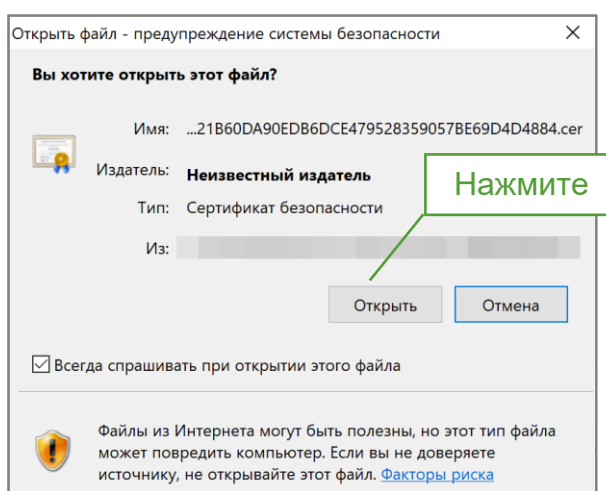 Открыть файл - предупреждение системы безопасности
Вы хотите открыть этот файл?
Имя: ...21B60DA90EDB6DCE479528359057BE69D4D4884.cer
Издатель: Неизвестный издатель
Нажмите
Тип: Сертификат безопасности
Из:
Открыть Отмена
Всегда спрашивать при открытии этого файла
Файлы из Интернета могут быть полезны, но этот тип файла
может повредить компьютер. Если вы не доверяете
источнику, не открывайте этот файл. Факторы риска